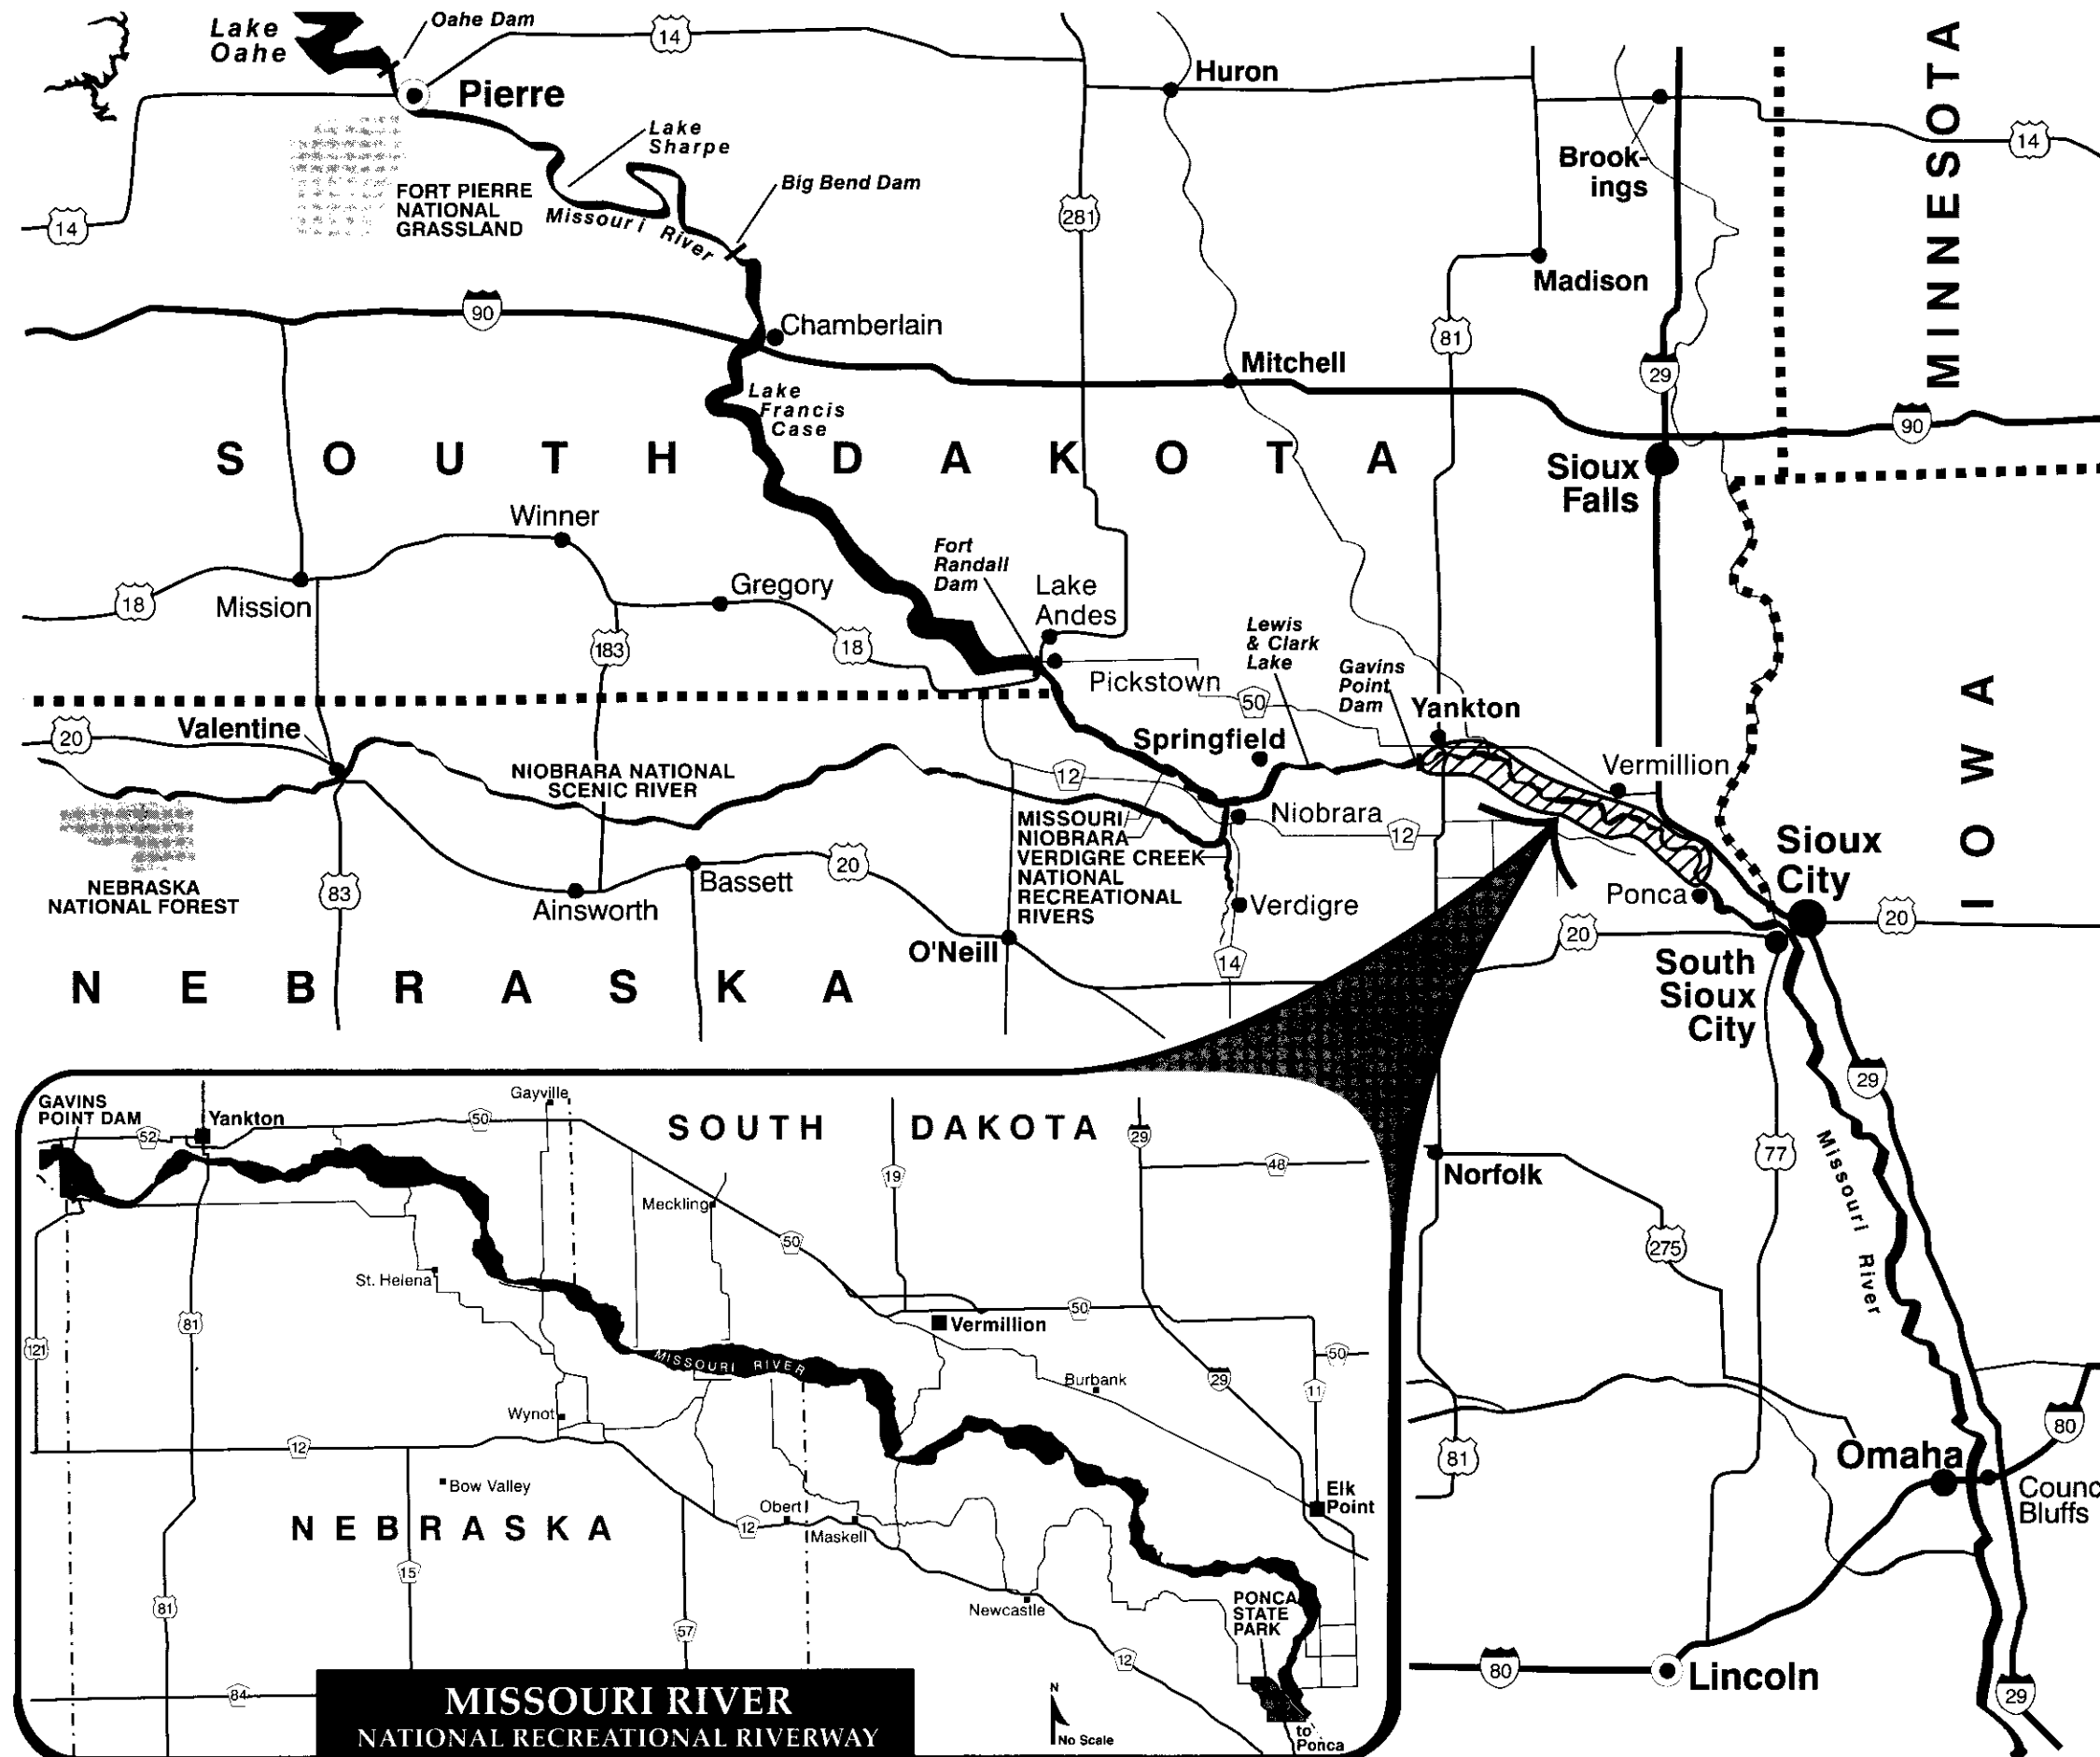 Lake
Oahe
Oahe Dam
14
Pierre
Huron
14
Brook-
ings
MINNESOTA
Lake
Sharpe
Big Bend Dam
FORT PIERRE
NATIONAL
GRASSLAND
Missouri River
14
281
Madison
90
Chamberlain
81
29
Mitchell
Lake
Francis
Case
90
SOUTH DAKOTA
Sioux
Falls
Winner
Fort
Randall
Dam
Lake
Andes
Mission
18
Gregory
183
18
Lewis
& Clark
Lake
Gavins
Point
Dam
Pickstown
50
Yankton
IOWA
Valentine
20
Springfield
Vermillion
NIOBRARA NATIONAL
SCENIC RIVER
12
MISSOURI
NIOBRARA
VERDIGRE CREEK
NATIONAL
RECREATIONAL
RIVERS
Niobrara
12
Sioux
City
NEBRASKA
NATIONAL FOREST
83
Ainsworth
Bassett
20
Verdigre
Ponca
20
20
O'Neill
14
South
Sioux
City
NEBRASKA
29
77
Missouri River
Norfolk
275
81
80
Omaha
Counc
Bluffs
80
Lincoln
29
GAVINS
POINT DAM
52
Yankton
50
Gayville
SOUTH DAKOTA
29
48
19
Meckling
50
St. Helena
81
121
50
Vermillion
50
MISSOURI RIVER
29
11
Burbank
Wynot
12
Bow Valley
Elk
Point
NEBRASKA
Obert
12
Maskell
15
81
57
Newcastle
PONCA
STATE
PARK
12
84
MISSOURI RIVER
NATIONAL RECREATIONAL RIVERWAY
N
No Scale
to
Ponca